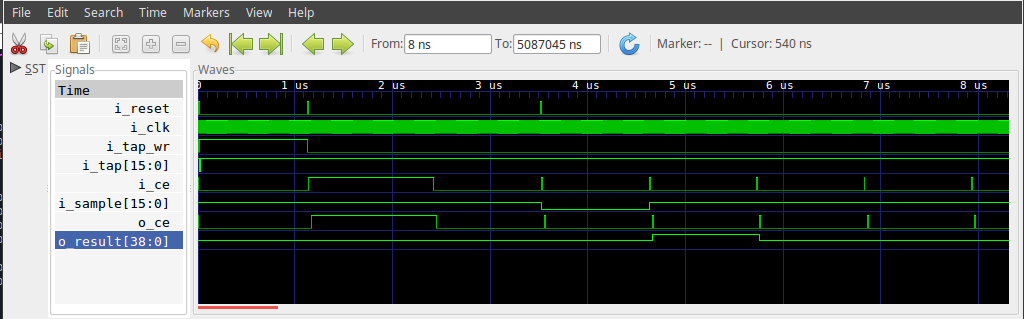 File Edit Search Time Markers View Help
From: 8 ns To: 5087045 ns Marker: -- | Cursor: 540 ns
SST
Signals
Waves
Time
0 1 us 2 us 3 us 4 us 5 us 6 us 7 us 8 us
i_reset
i_clk
i_tap_wr
i_tap[15:0]
i_ce
i_sample[15:0]
o_ce
o_result[38:0]